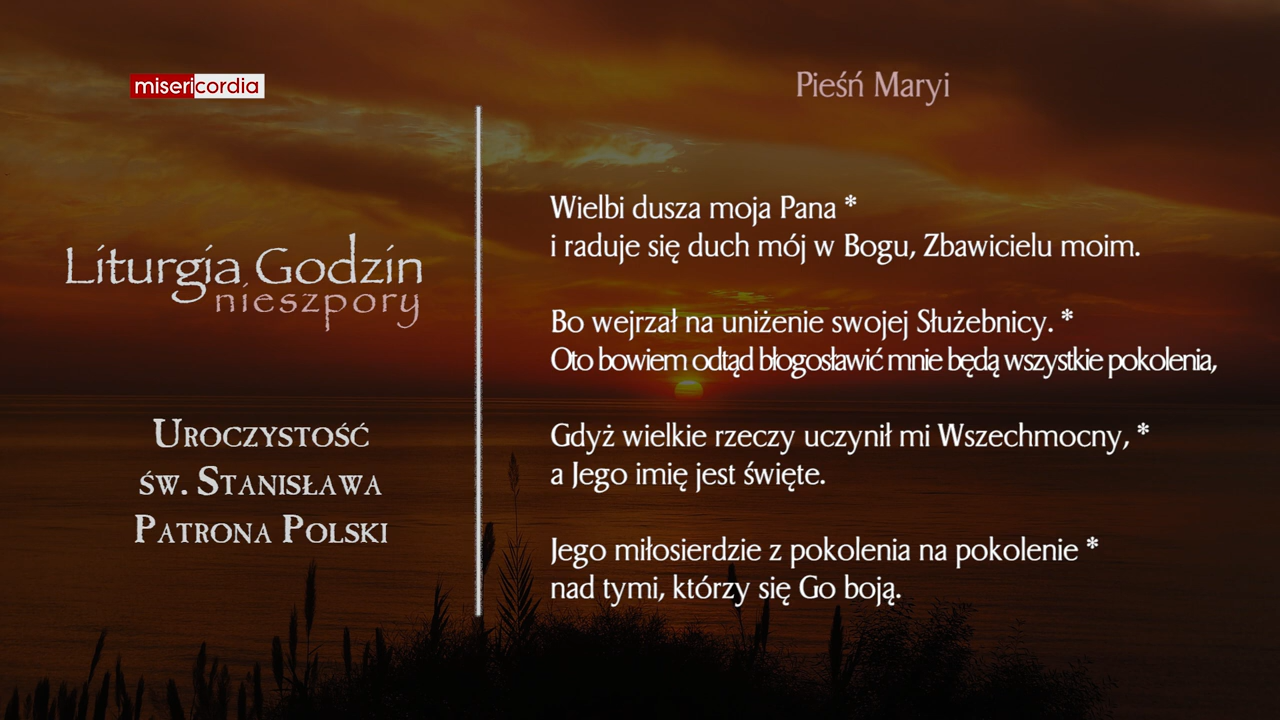 misericordia
Liturgia Godzin
nieszpory
Uroczystość
św. Stanisława
Patrona Polski
Pieśń Maryi
Wielbi dusza moja Pana *
i raduje się duch mój w Bogu, Zbawicielu moim.
Bo wejrzał na uniżenie swojej Służebnicy. *
Oto bowiem odtąd błogosławić mnie będą wszystkie pokolenia,
Gdyż wielkie rzeczy uczynił mi Wszechmocny, *
a Jego imię jest święte.
Jego miłosierdzie z pokolenia na pokolenie *
nad tymi, którzy się Go boją.